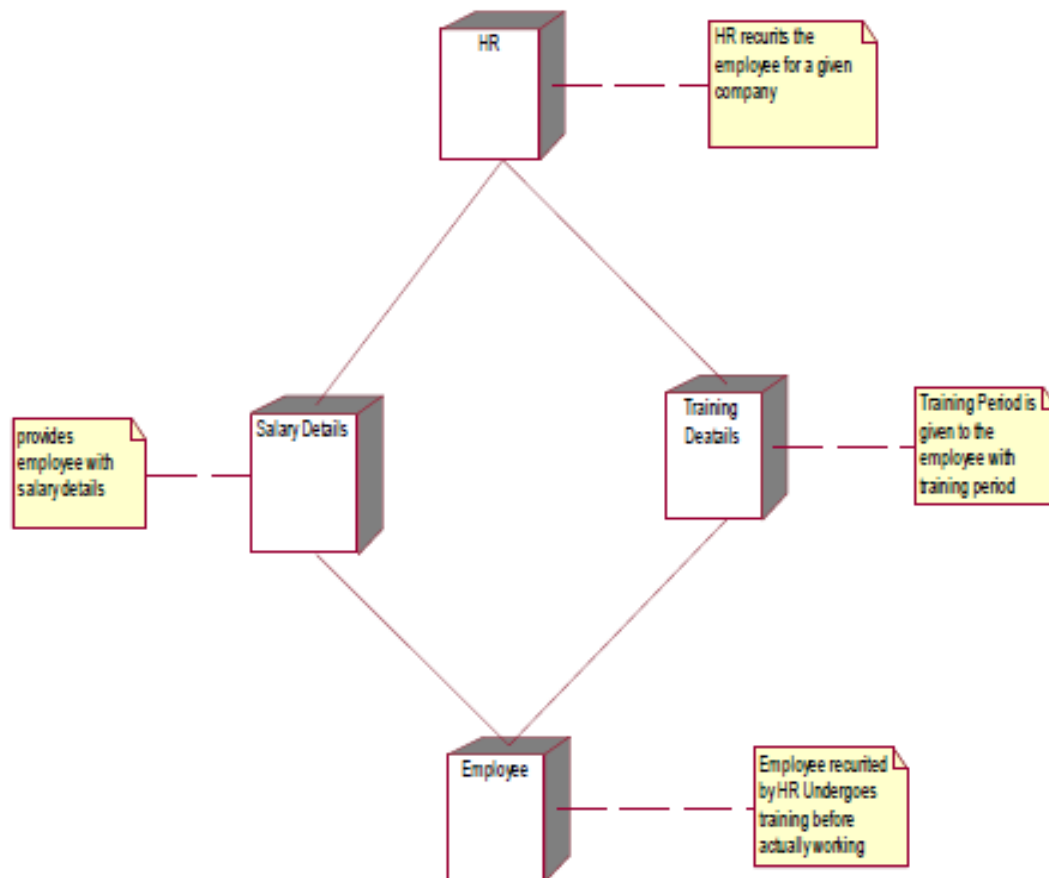 HR
HR recurits the
employee for a given
company
Salary Details
provides
employee with
salary details
Training
Deatails
Training Period is
given to the
employee with
training period
Employee
Employee recurited
by HR Undergoes
training before
actually working